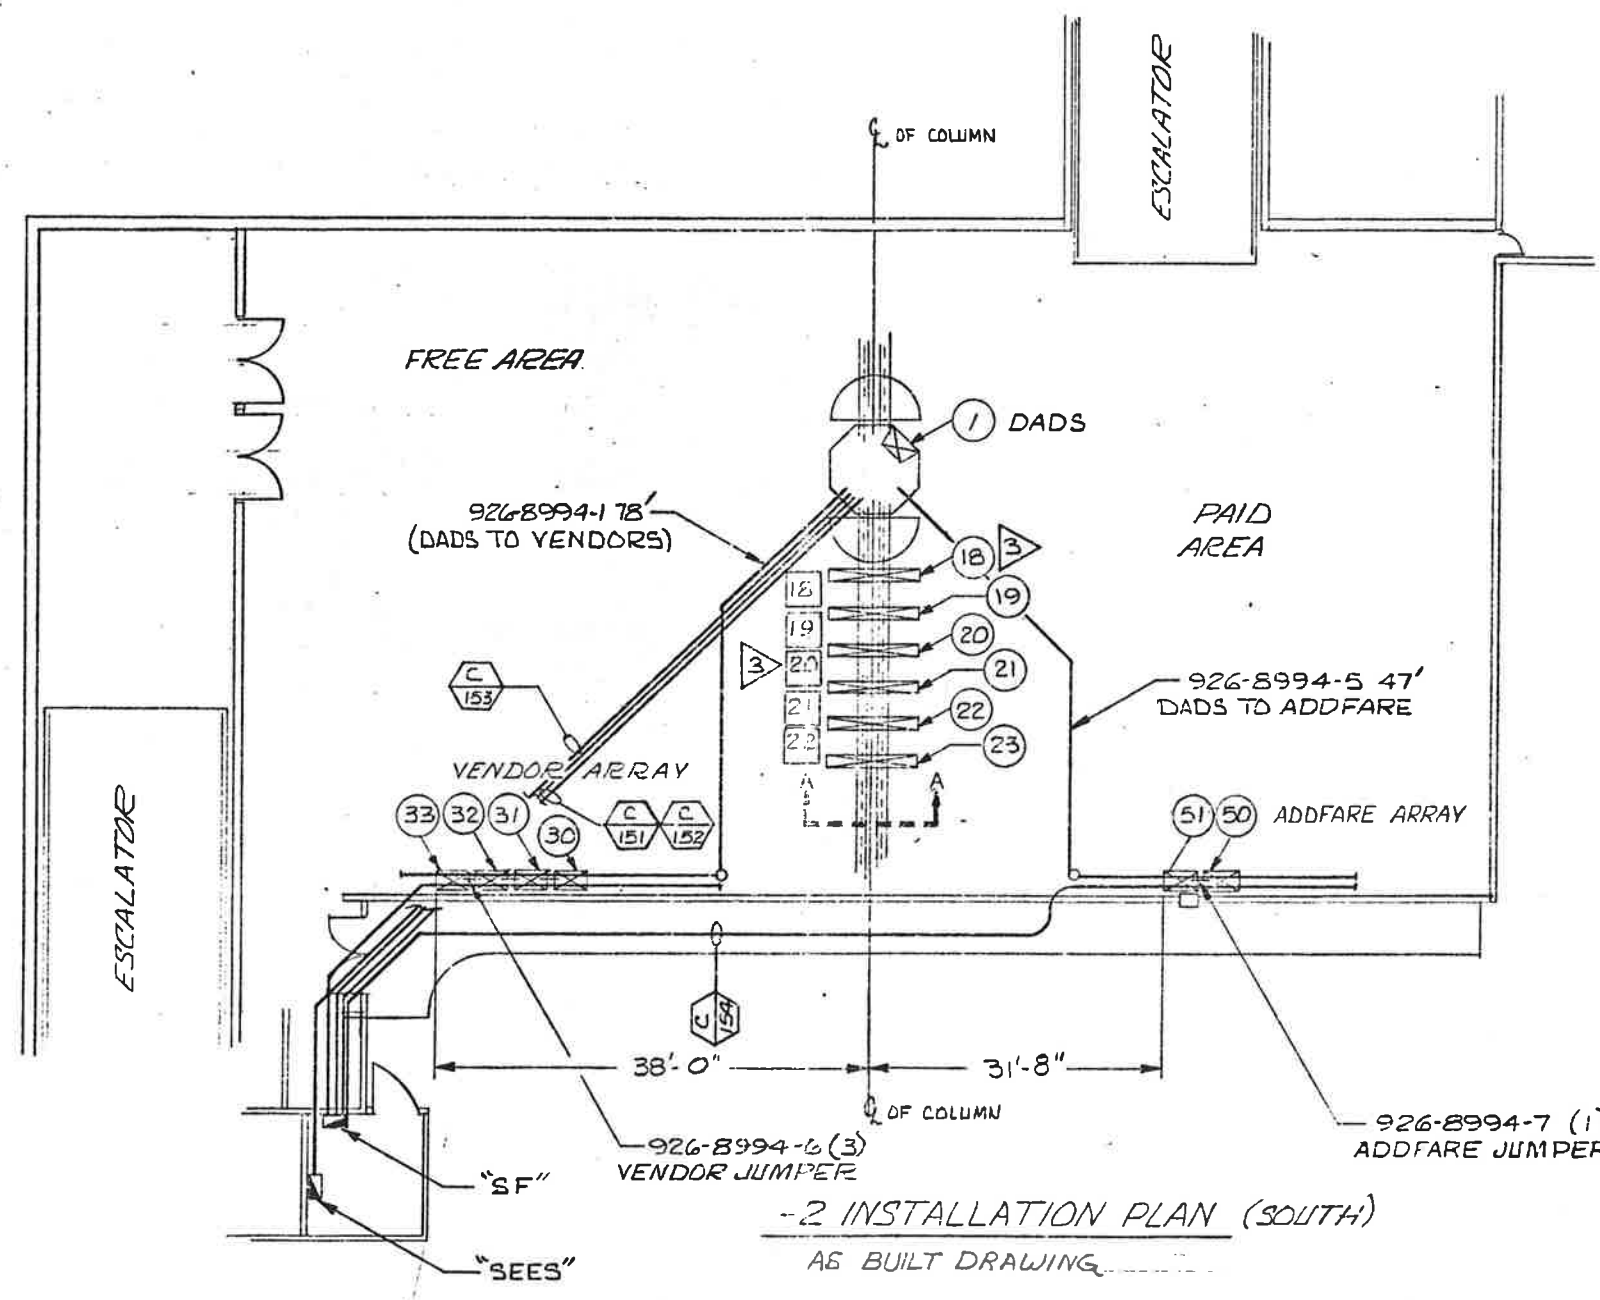 ESCALATOR
℄ OF COLUMN
FREE AREA
1 DADS
926-8994-1 78'
(DADS TO VENDORS)
PAID
AREA
18
3
19
20
21
22
23
18
19
20
21
22
3
926-8994-5 47'
DADS TO ADDFARE
C
153
VENDOR ARRAY
A A
33 32 31 30
C C
151 152
51 50 ADDFARE ARRAY
ESCALATOR
C
154
38'-0" 31'-8"
℄ OF COLUMN
926-8994-6 (3)
VENDOR JUMPER
926-8994-7 (1)
ADDFARE JUMPER
"SF"
"SEES"
-2 INSTALLATION PLAN (SOUTH)
AS BUILT DRAWING